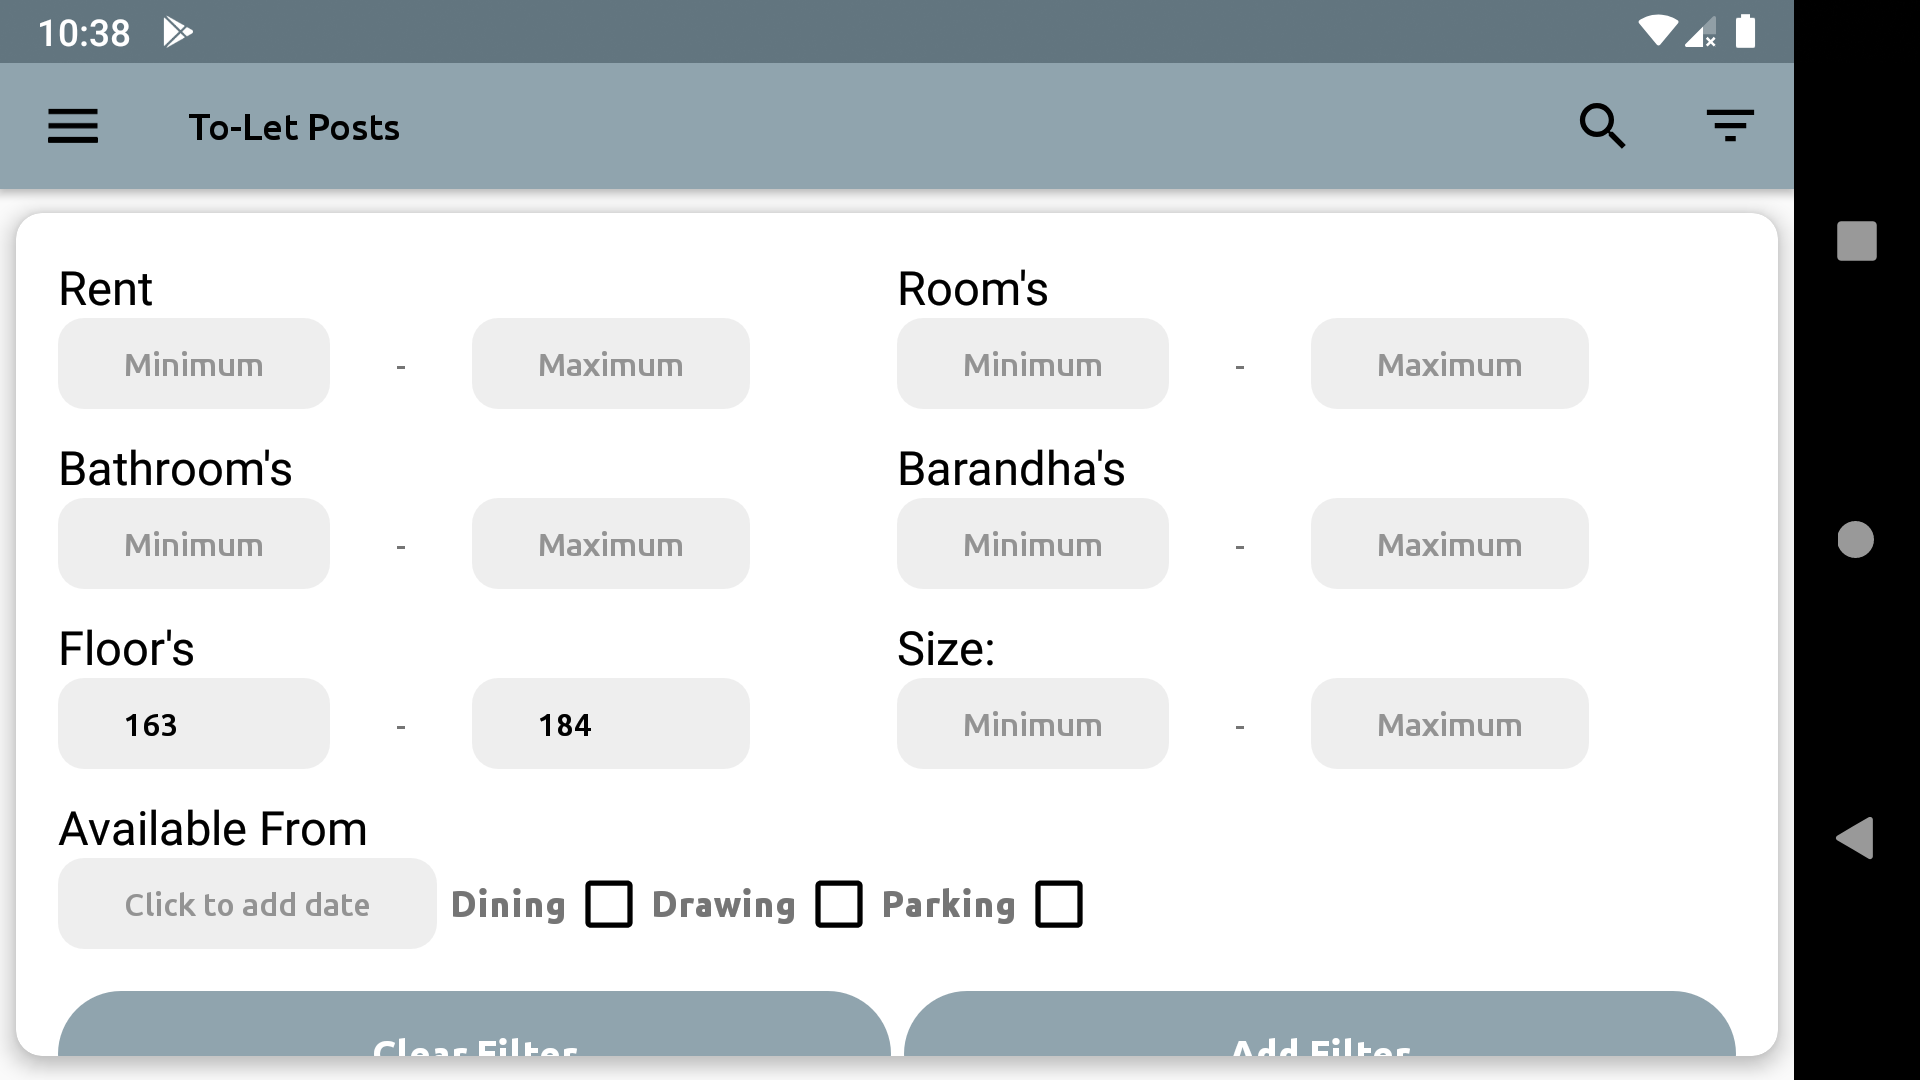 10:38
To-Let Posts
Rent
Room's
Minimum - Maximum
Minimum - Maximum
Bathroom's
Barandha's
Minimum - Maximum
Minimum - Maximum
Floor's
Size:
163 - 184
Minimum - Maximum
Available From
Click to add date Dining Drawing Parking
Clear Filter
Add Filter